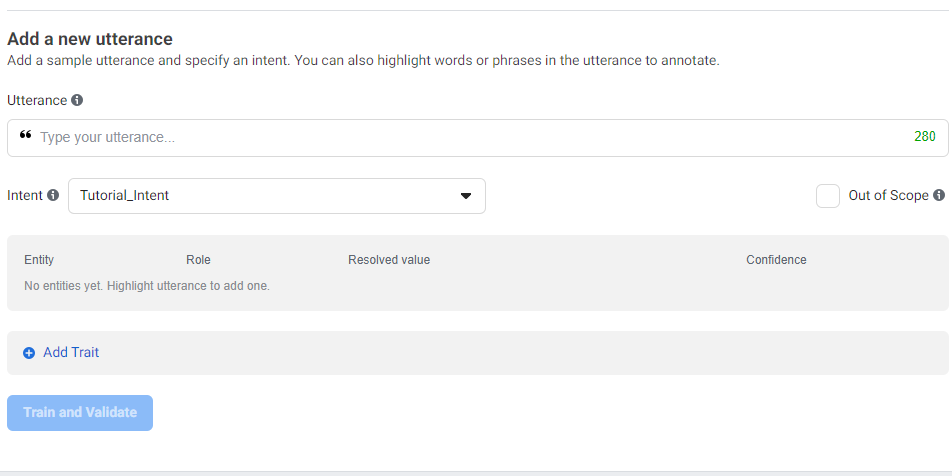 Add a new utterance
Add a sample utterance and specify an intent. You can also highlight words or phrases in the utterance to annotate.
Utterance
❝ Type your utterance... 280
Intent Tutorial_Intent Out of Scope
Entity Role Resolved value Confidence
No entities yet. Highlight utterance to add one.
Add Trait
Train and Validate